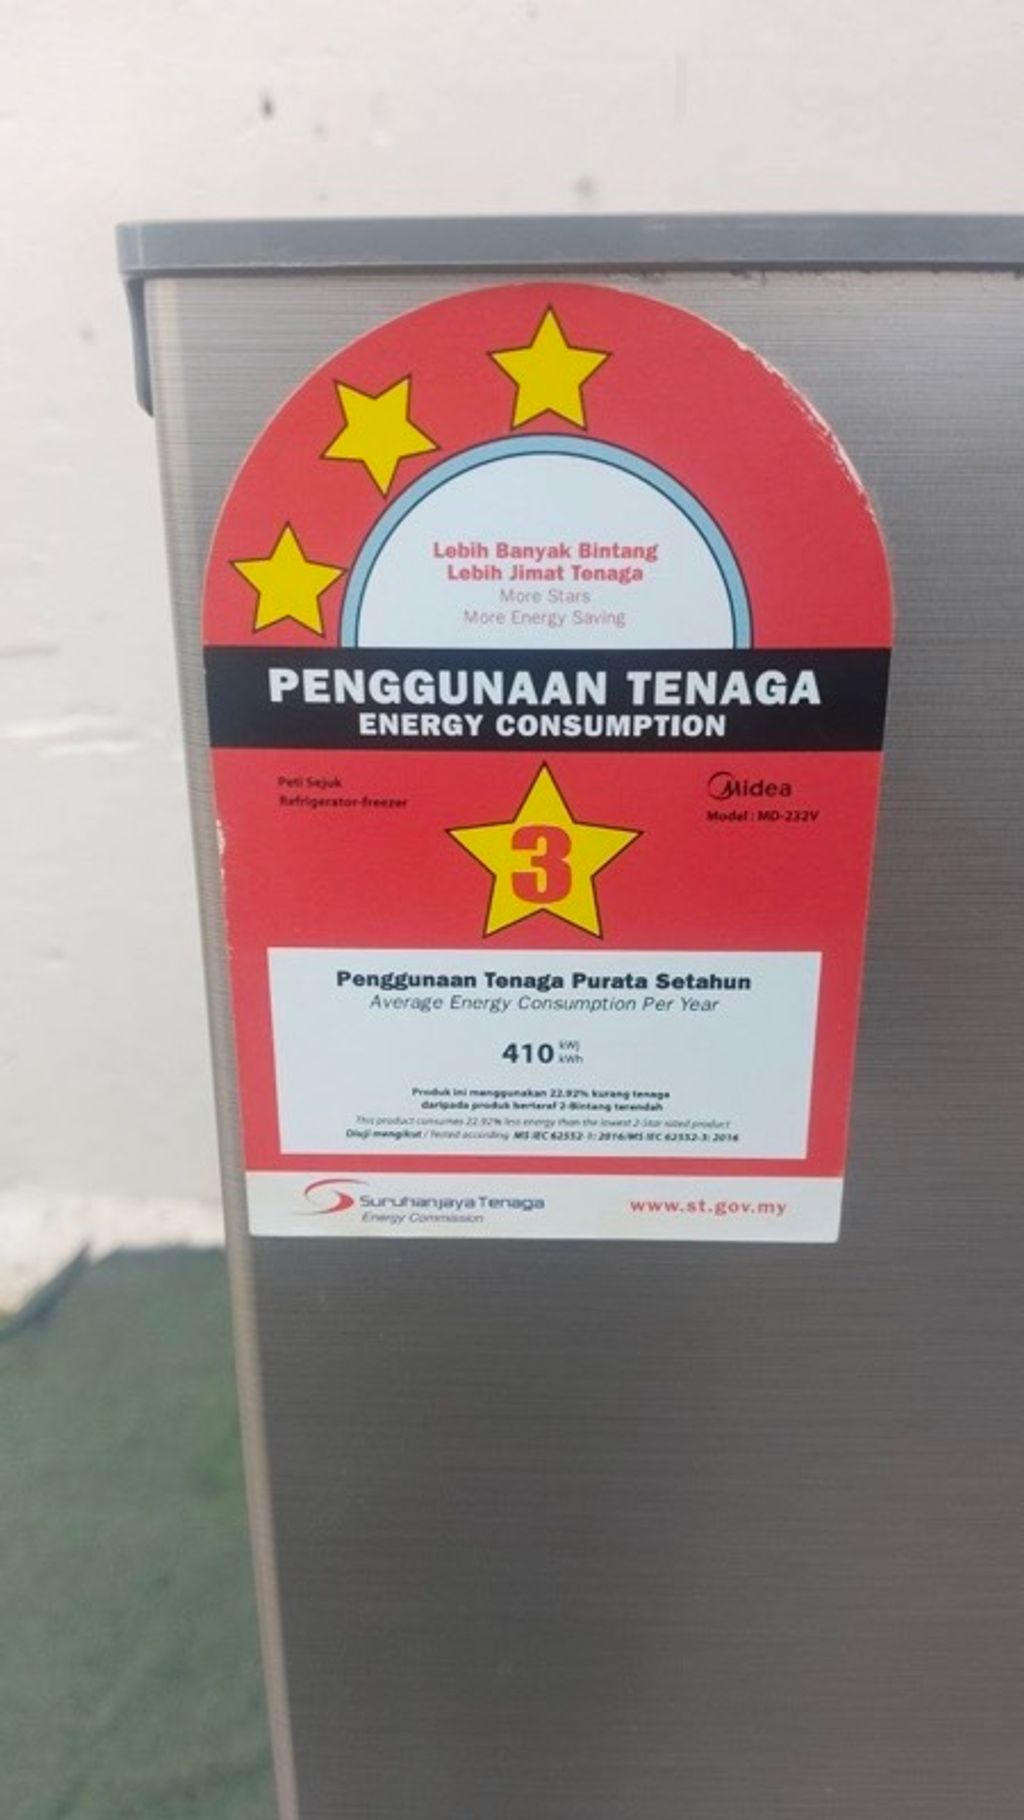 Lebih Banyak Bintang
Lebih Jimat Tenaga
More Stars
More Energy Saving
PENGGUNAAN TENAGA
ENERGY CONSUMPTION
Peti Sejuk
Refrigerator-freezer
Midea
Model : MD-232V
3
Penggunaan Tenaga Purata Setahun
Average Energy Consumption Per Year
410 kWj
kWh
Produk ini menggunakan 22.92% kurang tenaga
daripada produk bertaraf 2-Bintang terendah
This product consumes 22.92% less energy than the lowest 2-Star rated product
Diuji mengikut / Tested according MS IEC 62552-1: 2016/MS IEC 62552-3: 2016
Suruhanjaya Tenaga
Energy Commission
www.st.gov.my